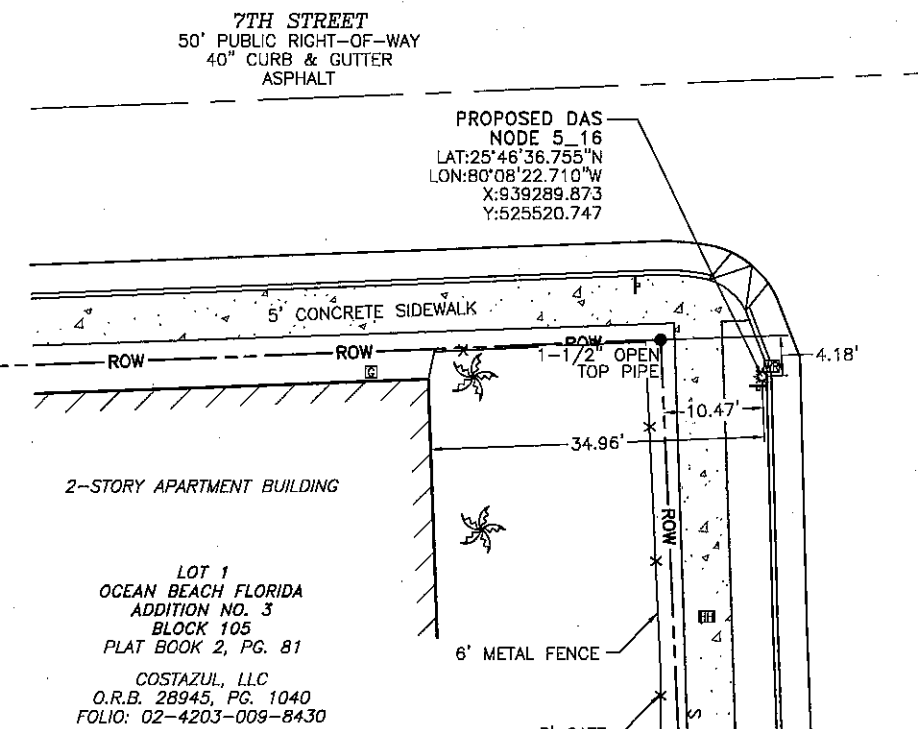 7TH STREET
50' PUBLIC RIGHT-OF-WAY
40" CURB & GUTTER
ASPHALT
PROPOSED DAS
NODE 5_16
LAT:25°46'36.755"N
LON:80°08'22.710"W
X:939289.873
Y:525520.747
5' CONCRETE SIDEWALK
ROW
ROW
ROW
1-1/2" OPEN
TOP PIPE
4.18'
G
10.47'
34.96'
2-STORY APARTMENT BUILDING
ROW
LOT 1
OCEAN BEACH FLORIDA
ADDITION NO. 3
BLOCK 105
PLAT BOOK 2, PG. 81
HH
6' METAL FENCE
COSTAZUL, LLC
O.R.B. 28945, PG. 1040
FOLIO: 02-4203-009-8430
S